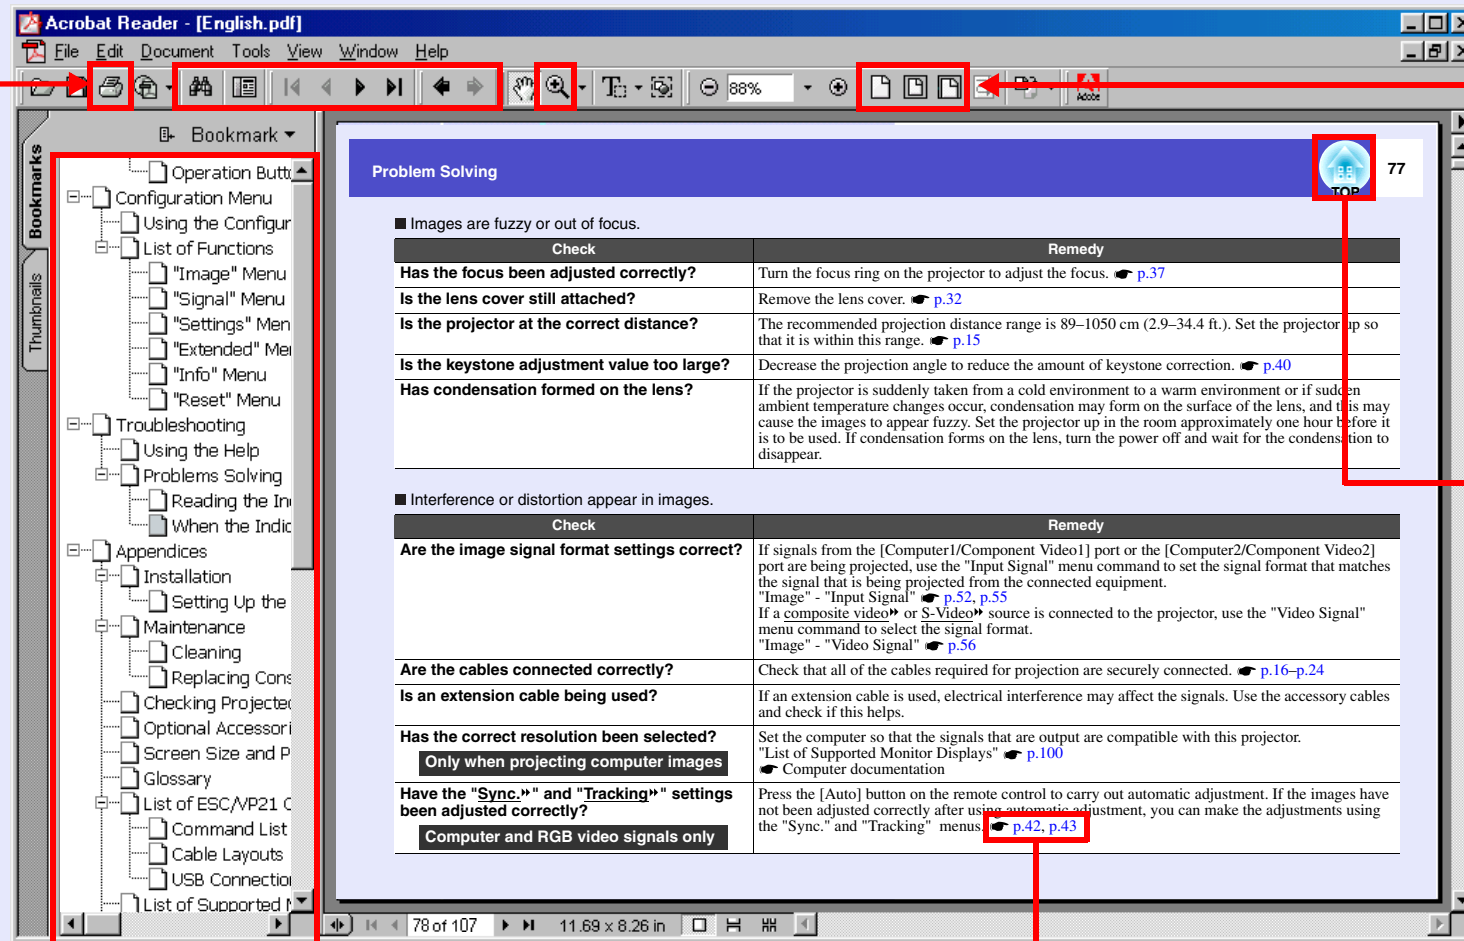 Acrobat Reader - [English.pdf]
File Edit Document Tools View Window Help
88%
Adobe
Bookmarks
Thumbnails
Bookmark
Operation Butto
Configuration Menu
Using the Configur
List of Functions
"Image" Menu
"Signal" Menu
"Settings" Men
"Extended" Me
"Info" Menu
"Reset" Menu
Troubleshooting
Using the Help
Problems Solving
Reading the In
When the Indic
Appendices
Installation
Setting Up the
Maintenance
Cleaning
Replacing Cons
Checking Projected
Optional Accessori
Screen Size and P
Glossary
List of ESC/VP21 C
Command List
Cable Layouts
USB Connection
List of Supported M
Problem Solving
TOP
77
Images are fuzzy or out of focus.
Check Remedy
Has the focus been adjusted correctly? Turn the focus ring on the projector to adjust the focus. ☛ p.37
Is the lens cover still attached? Remove the lens cover. ☛ p.32
Is the projector at the correct distance? The recommended projection distance range is 89–1050 cm (2.9–34.4 ft.). Set the projector up so
that it is within this range. ☛ p.15
Is the keystone adjustment value too large? Decrease the projection angle to reduce the amount of keystone correction. ☛ p.40
Has condensation formed on the lens? If the projector is suddenly taken from a cold environment to a warm environment or if sudden
ambient temperature changes occur, condensation may form on the surface of the lens, and this may
cause the images to appear fuzzy. Set the projector up in the room approximately one hour before it
is to be used. If condensation forms on the lens, turn the power off and wait for the condensation to
disappear.
Interference or distortion appear in images.
Check Remedy
Are the image signal format settings correct? If signals from the [Computer1/Component Video1] port or the [Computer2/Component Video2]
port are being projected, use the "Input Signal" menu command to set the signal format that matches
the signal that is being projected from the connected equipment.
"Image" - "Input Signal" ☛ p.52, p.55
If a composite video or S-Video source is connected to the projector, use the "Video Signal"
menu command to select the signal format.
"Image" - "Video Signal" ☛ p.56
Are the cables connected correctly? Check that all of the cables required for projection are securely connected. ☛ p.16–p.24
Is an extension cable being used? If an extension cable is used, electrical interference may affect the signals. Use the accessory cables
and check if this helps.
Has the correct resolution been selected? Set the computer so that the signals that are output are compatible with this projector.
Only when projecting computer images "List of Supported Monitor Displays" ☛ p.100
☛ Computer documentation
Have the "Sync." and "Tracking" settings
been adjusted correctly?
Computer and RGB video signals only
Press the [Auto] button on the remote control to carry out automatic adjustment. If the images have
not been adjusted correctly after using automatic adjustment, you can make the adjustments using
the "Sync." and "Tracking" menus. ☛ p.42, p.43
78 of 107 11.69 x 8.26 in